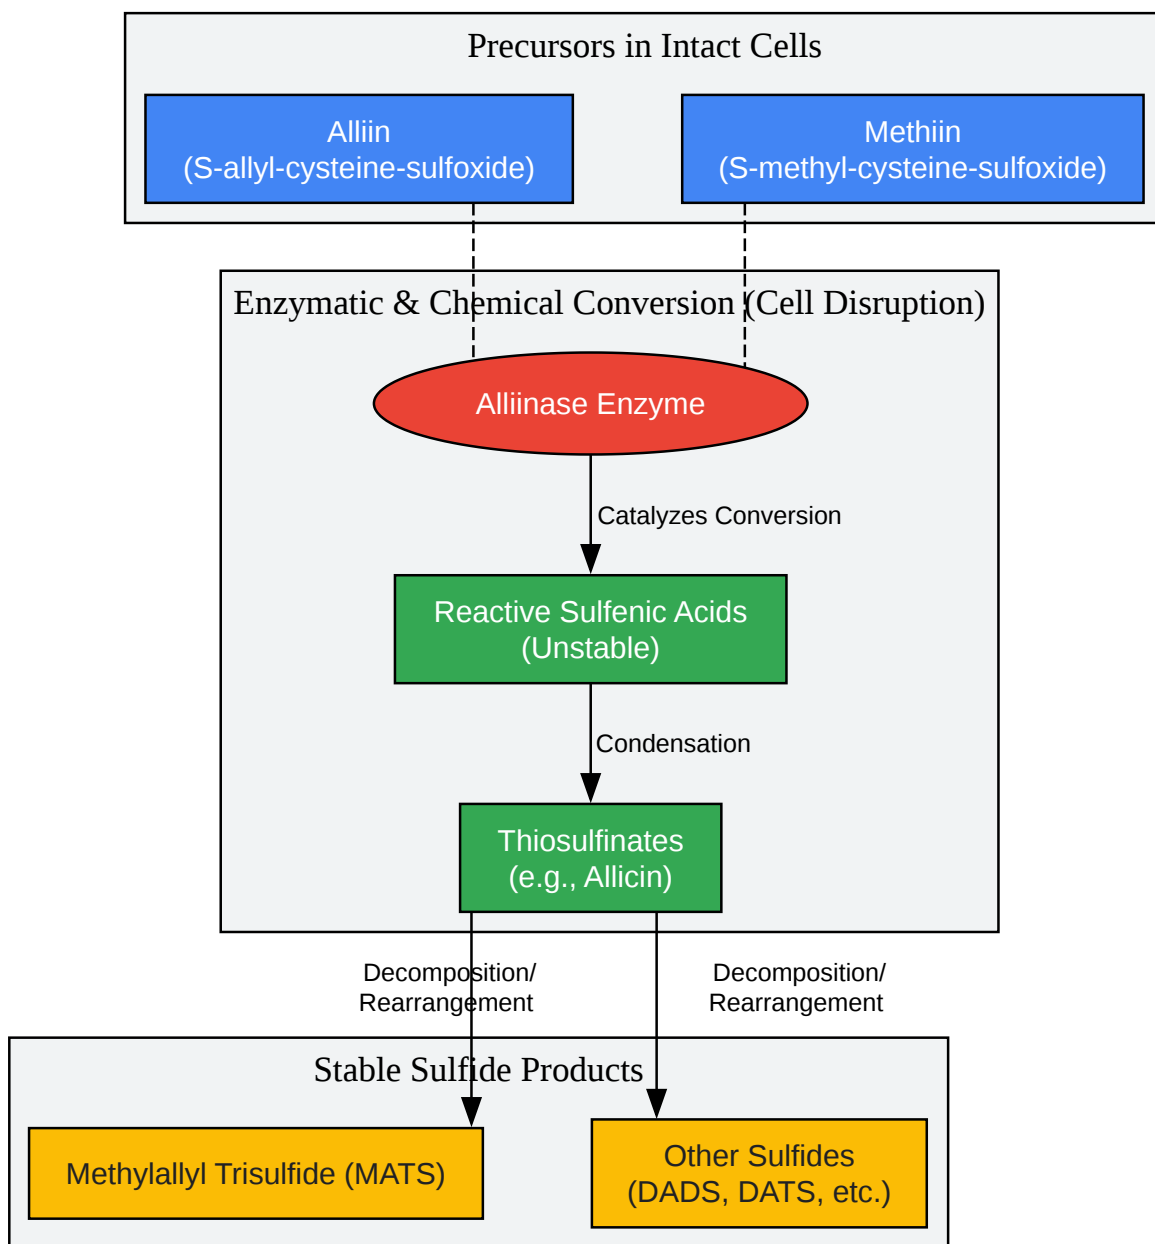 Precursors in Intact Cells
Alliin
(S-allyl-cysteine-sulfoxide)
Methiin
(S-methyl-cysteine-sulfoxide)
Enzymatic & Chemical Conversion (Cell Disruption)
Alliinase Enzyme
Catalyzes Conversion
Reactive Sulfenic Acids
(Unstable)
Condensation
Thiosulfinates
(e.g., Allicin)
Decomposition/
Rearrangement
Decomposition/
Rearrangement
Stable Sulfide Products
Methylallyl Trisulfide (MATS)
Other Sulfides
(DADS, DATS, etc.)